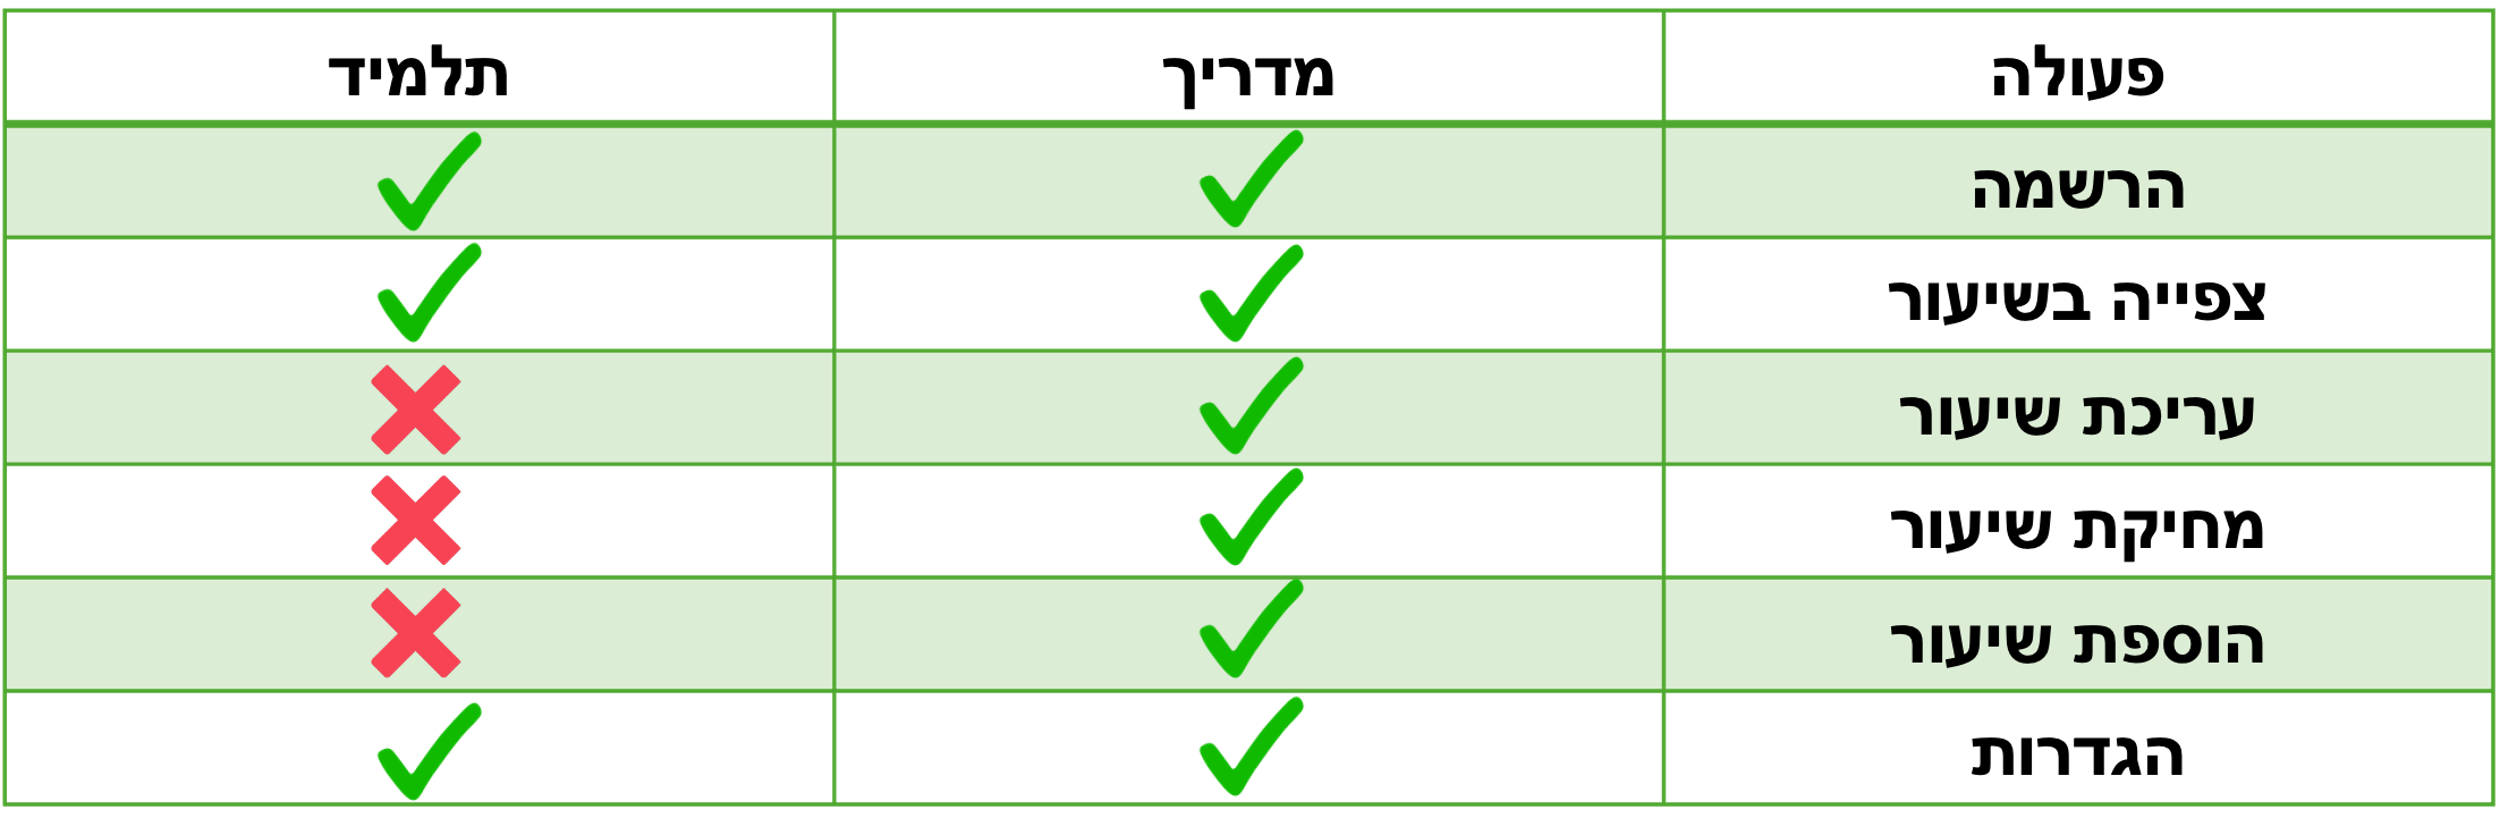 פעולה מדריך תלמיד
הרשמה
צפייה בשיעור
עריכת שיעור
מחיקת שיעור
הוספת שיעור
הגדרות